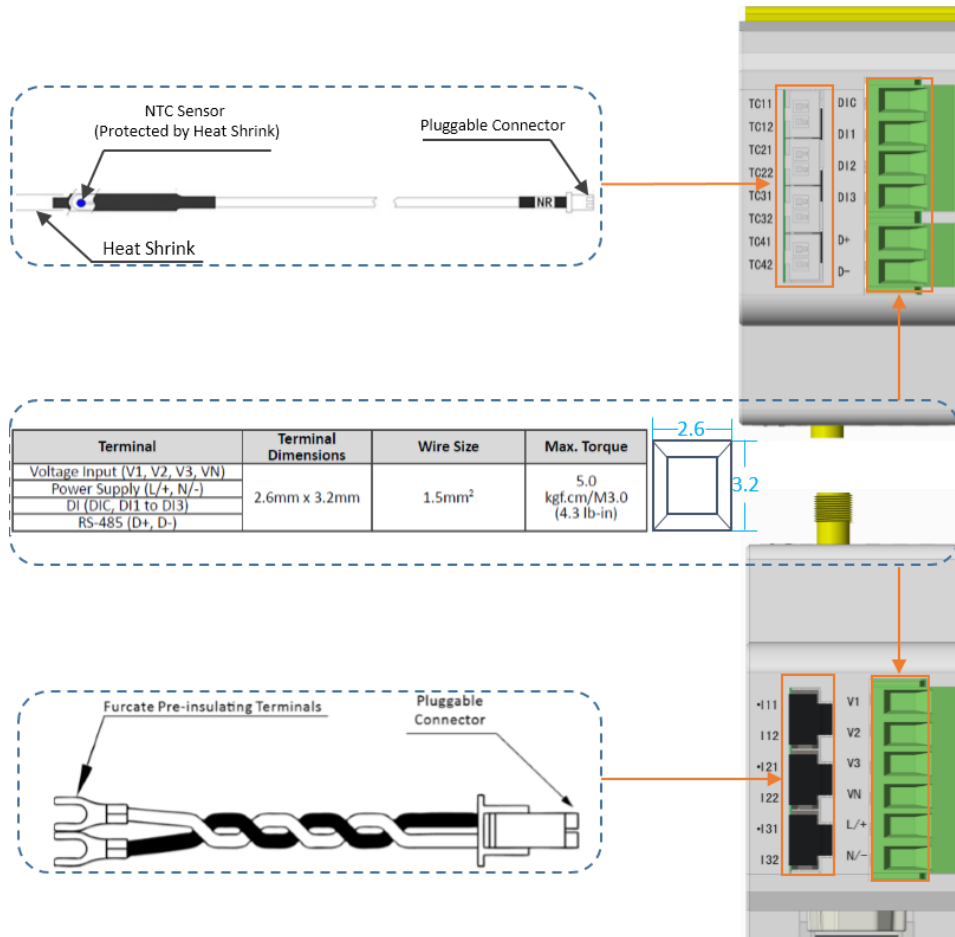 NTC Sensor
(Protected by Heat Shrink)
Pluggable Connector
NR
Heat Shrink
TC11
TC12
TC21
TC22
TC31
TC32
TC41
TC42
DIC
DI1
DI2
DI3
D+
D-
Terminal
Terminal Dimensions
Wire Size
Max. Torque
Voltage Input (V1, V2, V3, VN)
Power Supply (L/+, N/-)
DI (DIC, DI1 to DI3)
RS-485 (D+, D-)
2.6mm x 3.2mm
1.5mm²
5.0
kgf.cm/M3.0
(4.3 lb-in)
2.6
3.2
Furcate Pre-insulating Terminals
Pluggable
Connector
•I11
I12
•I21
I22
•I31
I32
V1
V2
V3
VN
L/+
N/-